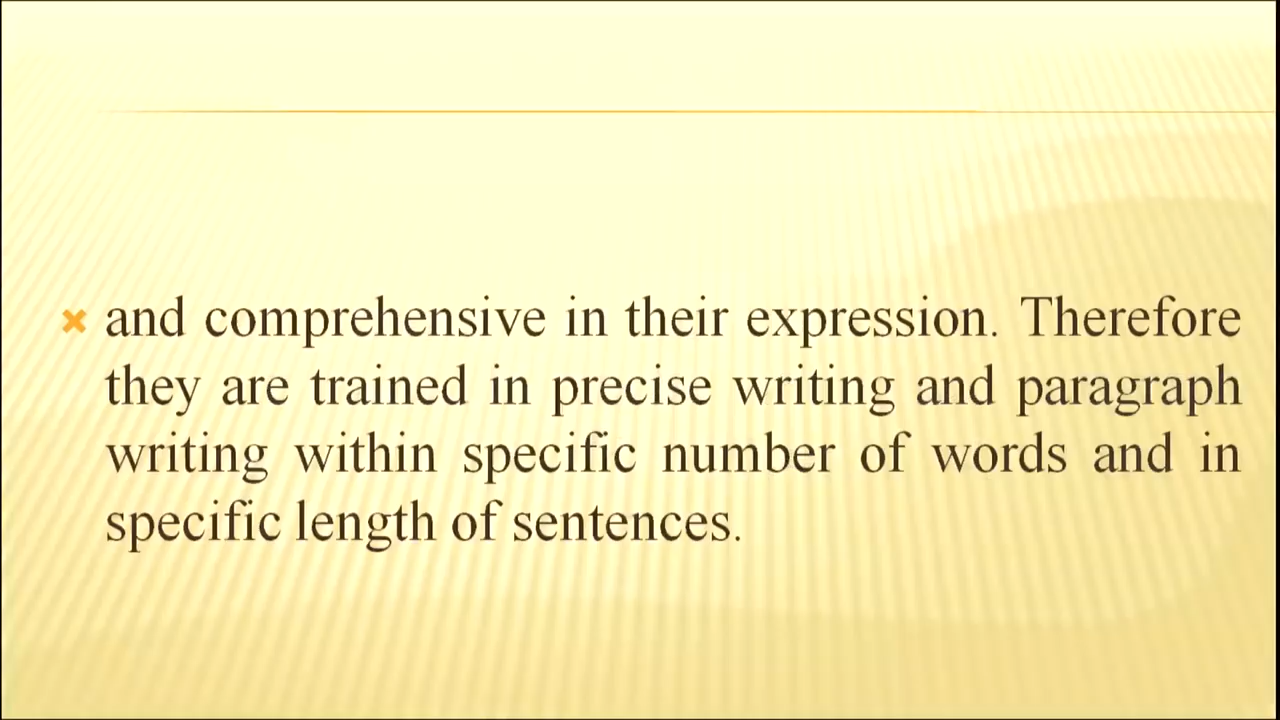 and comprehensive in their expression. Therefore
they are trained in precise writing and paragraph
writing within specific number of words and in
specific length of sentences.